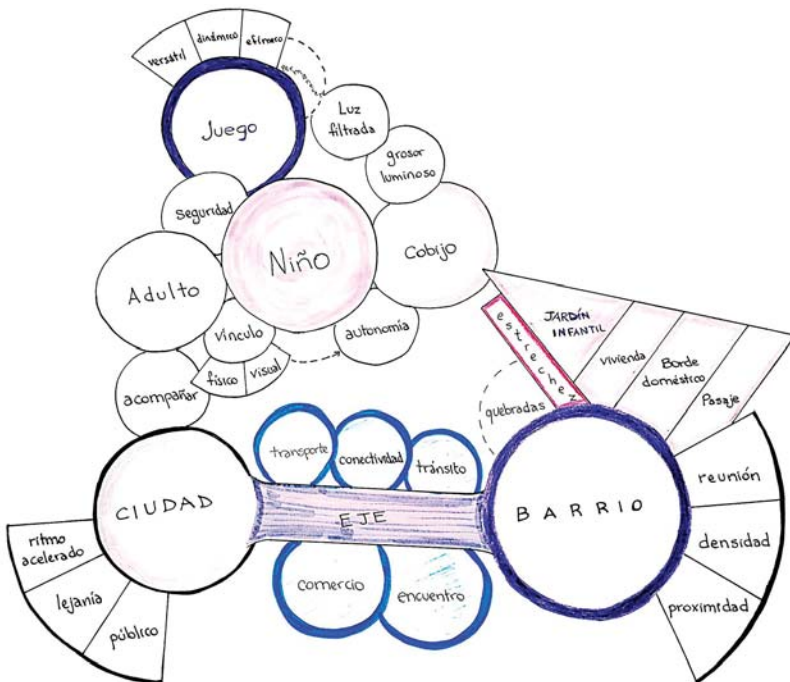 versátil
dinámico
efímero
Juego
Luz
filtrada
grosor
luminoso
seguridad
Niño
Cobijo
Adulto
vínculo
autonomía
físico
visual
acompañar
estrechez
JARDÍN
INFANTIL
vivienda
Borde
doméstico
Pasaje
quebradas
transporte
conectividad
tránsito
CIUDAD
EJE
BARRIO
reunión
densidad
proximidad
ritmo
acelerado
lejanía
público
comercio
encuentro